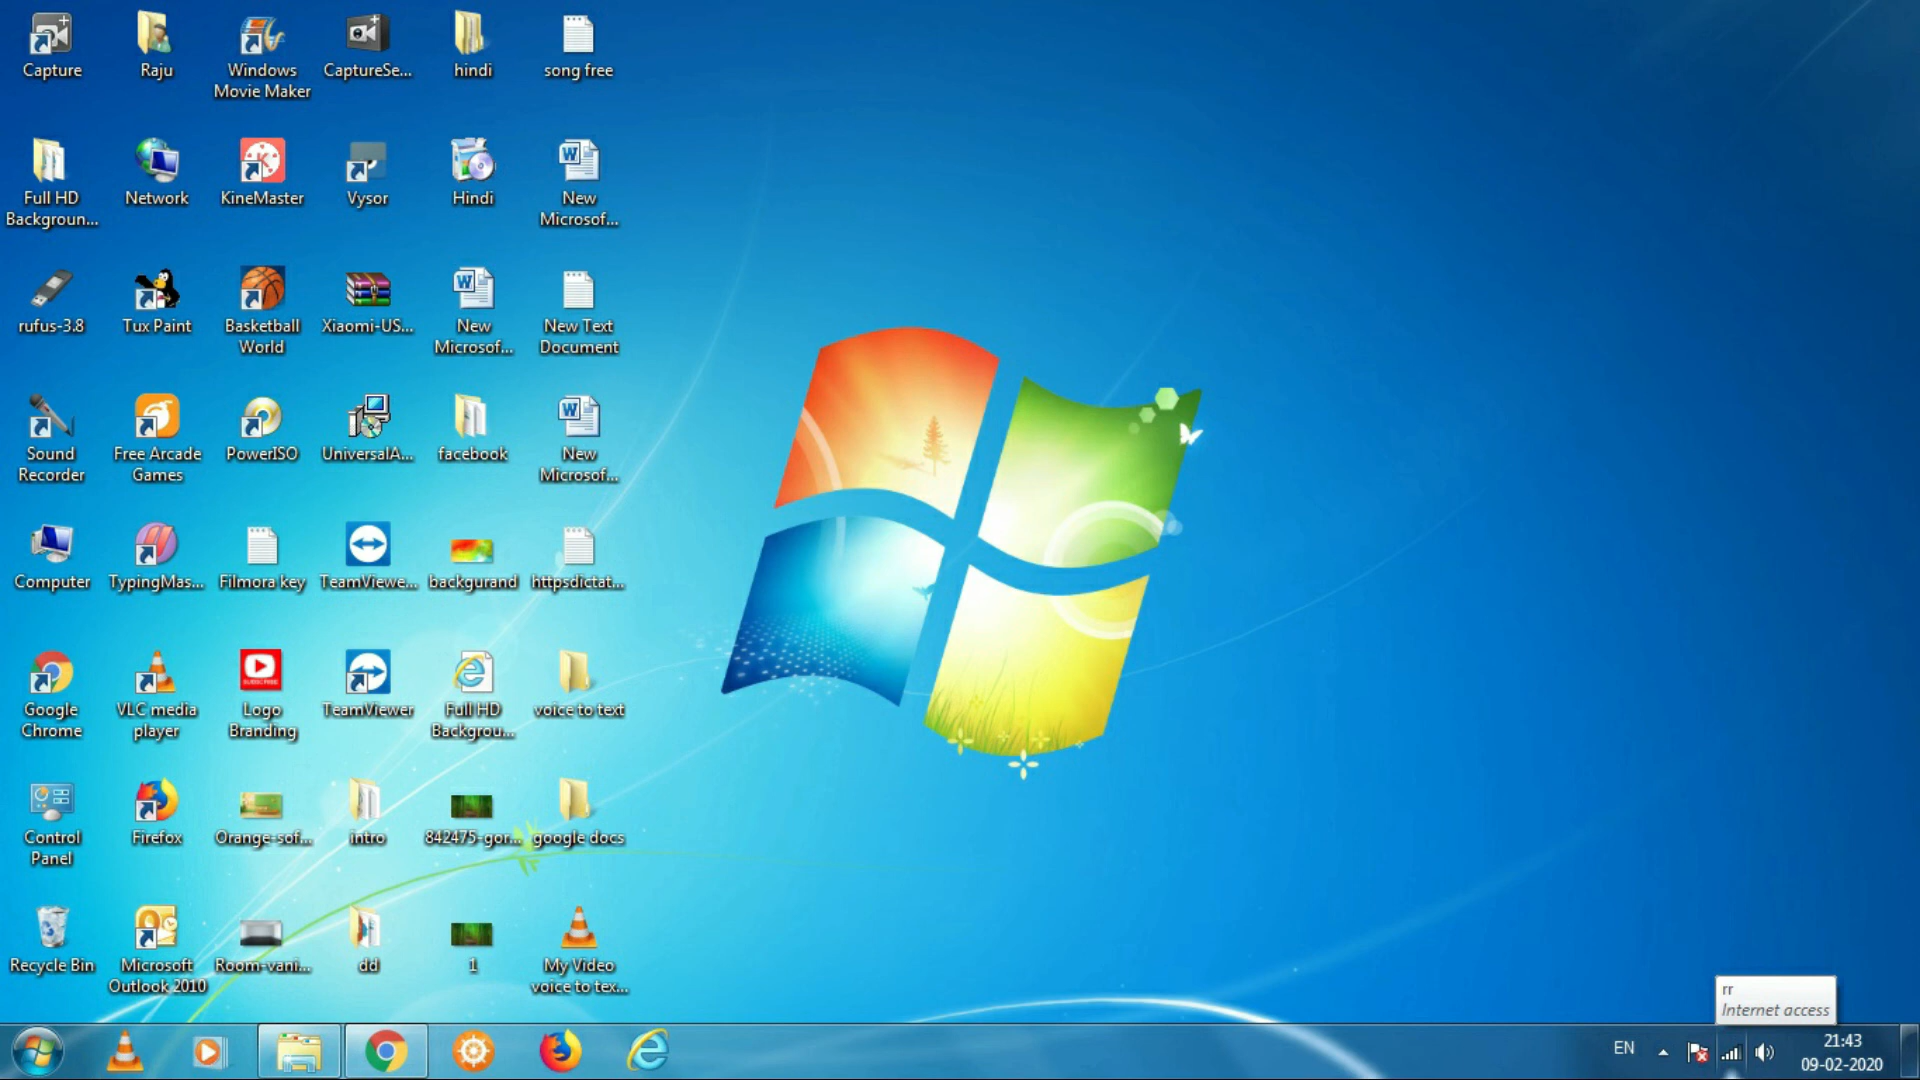 Capture
Raju
Windows
Movie Maker
CaptureSe...
hindi
song free
Full HD
Backgroun...
Network
KineMaster
Vysor
Hindi
New
Microsof...
rufus-3.8
Tux Paint
Basketball
World
Xiaomi-US...
New
Microsof...
New Text
Document
Sound
Recorder
Free Arcade
Games
PowerISO
UniversalA...
facebook
New
Microsof...
Computer
TypingMas...
Filmora key
TeamViewe...
backgurand
httpsdictat...
Google
Chrome
VLC media
player
SUBSCRIBE
Logo
Branding
TeamViewer
Full HD
Backgrou...
voice to text
Control
Panel
Firefox
Orange-sof...
intro
842475-gor...
google docs
Recycle Bin
Microsoft
Outlook 2010
Room-vani...
dd
1
My Video
voice to tex...
rr
Internet access
EN
21:43
09-02-2020